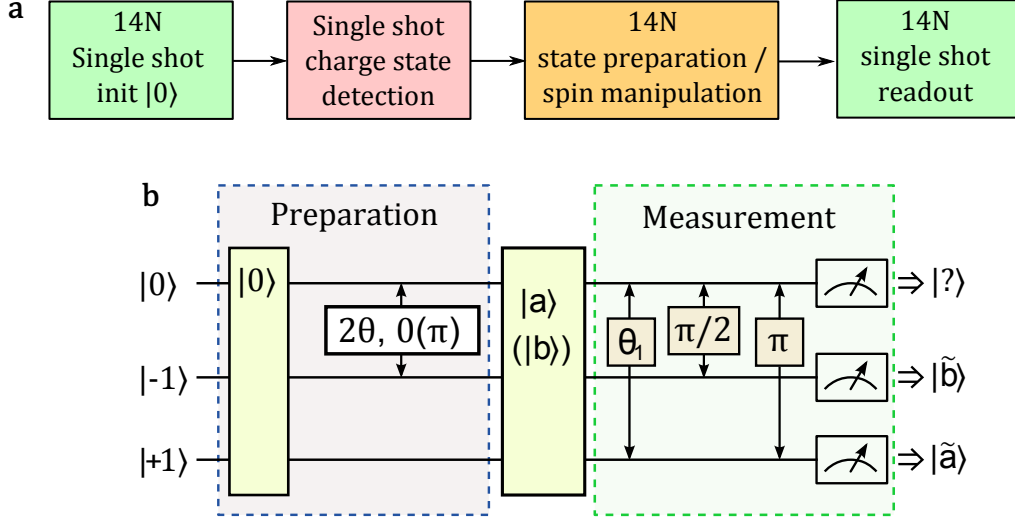 a
14N
Single shot
init |0⟩
Single shot
charge state
detection
14N
state preparation /
spin manipulation
14N
single shot
readout
b
Preparation
Measurement
|0⟩
|-1⟩
|+1⟩
|0⟩
2θ, 0(π)
|a⟩
(|b⟩)
θ₁
π/2
π
⇒|?⟩
⇒|b̃⟩
⇒|ã⟩